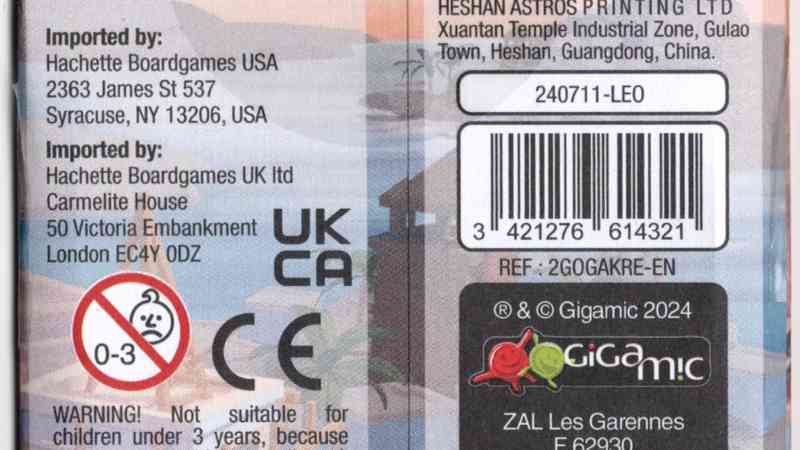 Imported by:
Hachette Boardgames USA
2363 James St 537
Syracuse, NY 13206, USA
Imported by:
Hachette Boardgames UK ltd
Carmelite House
50 Victoria Embankment
London EC4Y 0DZ
UK
CA
0-3
CE
WARNING! Not suitable for
children under 3 years, because
HESHAN ASTROS PRINTING LTD
Xuantan Temple Industrial Zone, Gulao
Town, Heshan, Guangdong, China.
240711-LEO
3 421276 614321
REF : 2GOGAKRE-EN
® & © Gigamic 2024
GiGAMiC
ZAL Les Garennes
F 62930